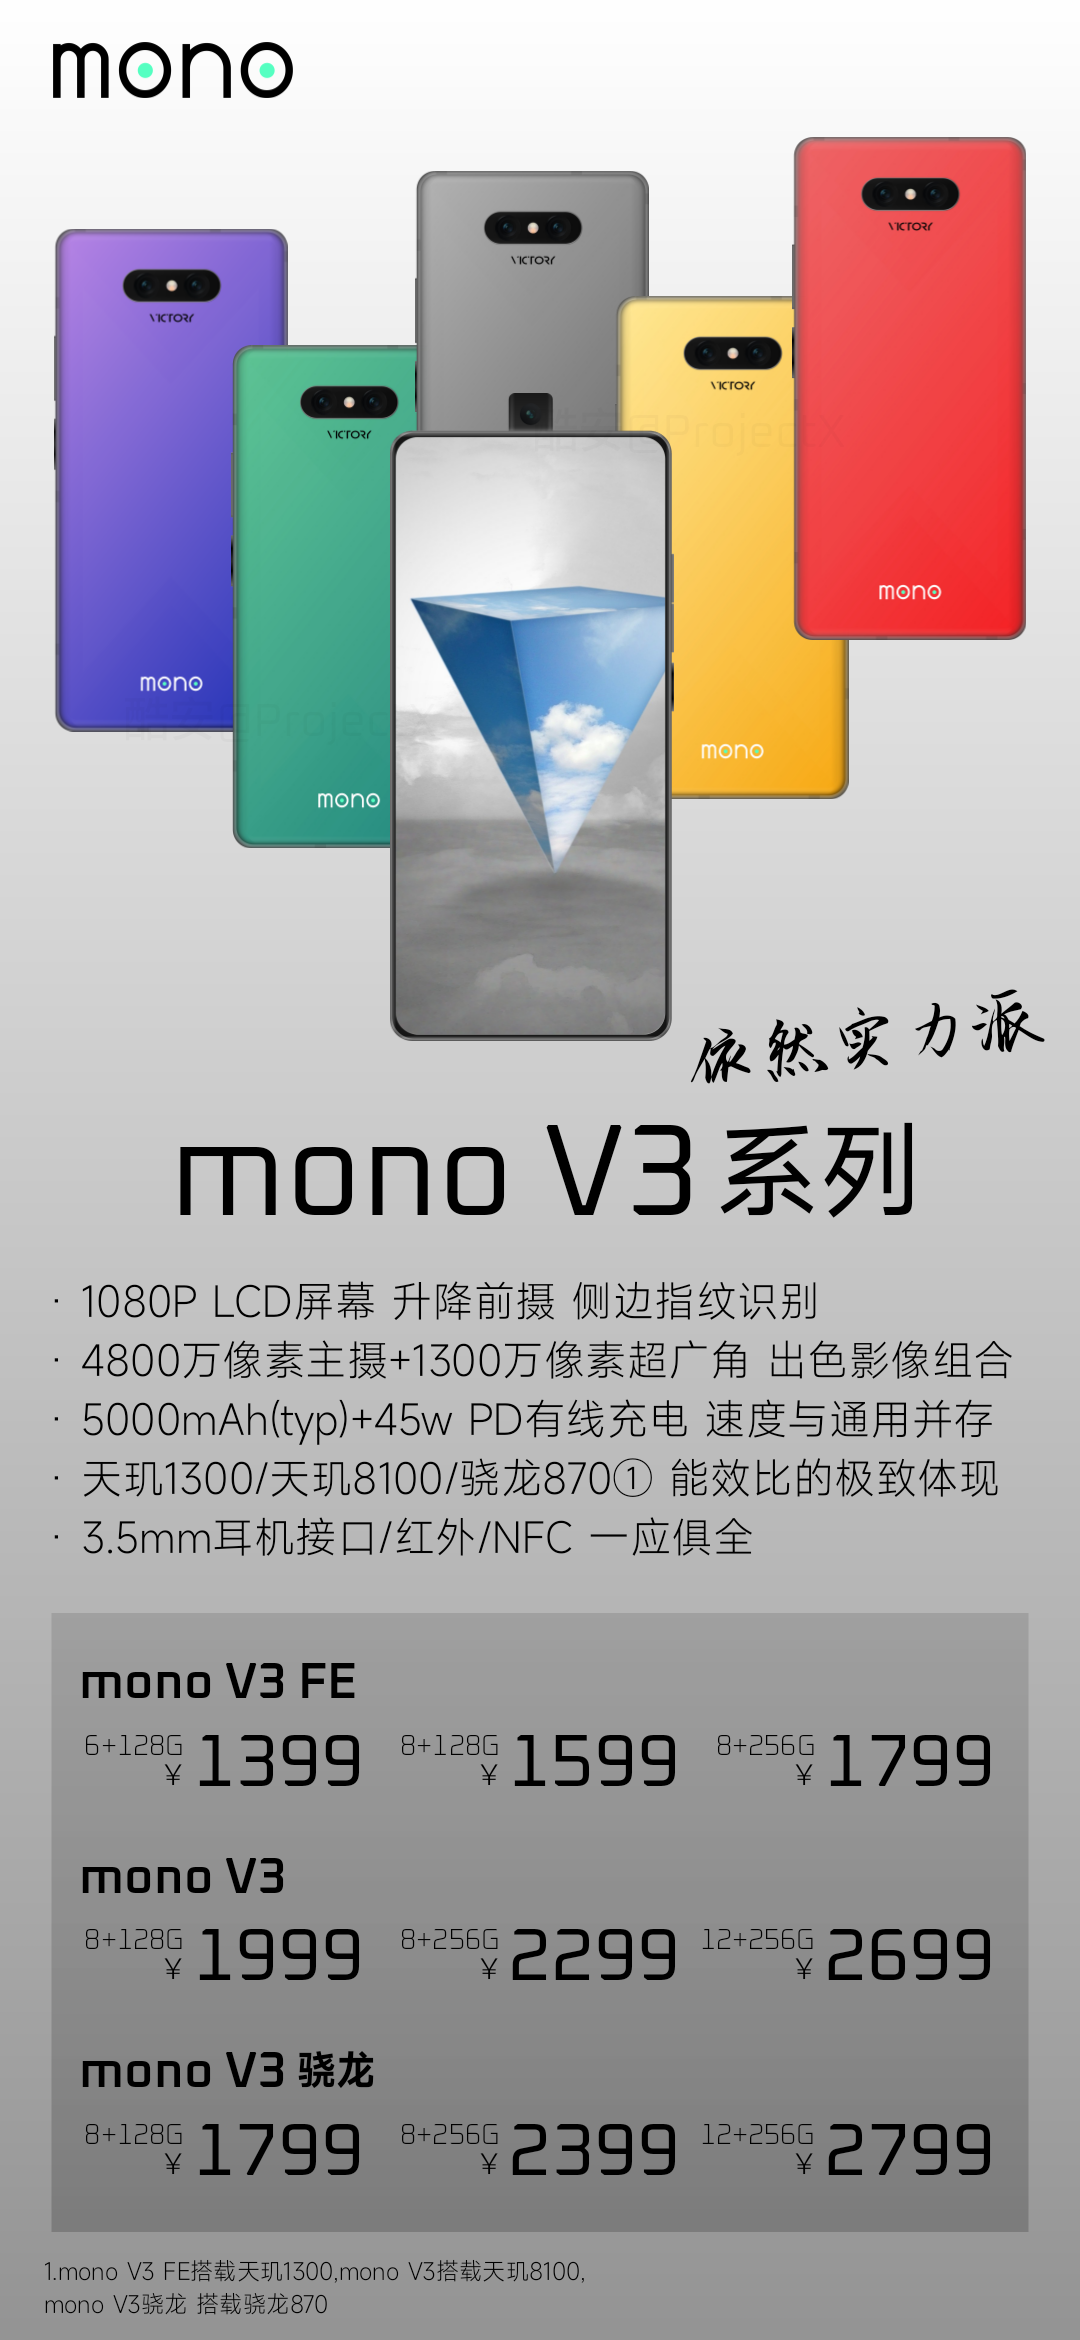 mono
VICTORY
VICTORY
VICTORY
VICTORY
VICTORY
酷安@ProjectX
mono
mono
酷安@Project
mono
mono
依然实力派
mono V3系列
· 1080P LCD屏幕 升降前摄 侧边指纹识别
· 4800万像素主摄+1300万像素超广角 出色影像组合
· 5000mAh(typ)+45w PD有线充电 速度与通用并存
· 天玑1300/天玑8100/骁龙870① 能效比的极致体现
· 3.5mm耳机接口/红外/NFC 一应俱全
mono V3 FE
6+128G ¥ 1399 8+128G ¥ 1599 8+256G ¥ 1799
mono V3
8+128G ¥ 1999 8+256G ¥ 2299 12+256G ¥ 2699
mono V3 骁龙
8+128G ¥ 1799 8+256G ¥ 2399 12+256G ¥ 2799
1.mono V3 FE搭载天玑1300,mono V3搭载天玑8100,
mono V3骁龙 搭载骁龙870